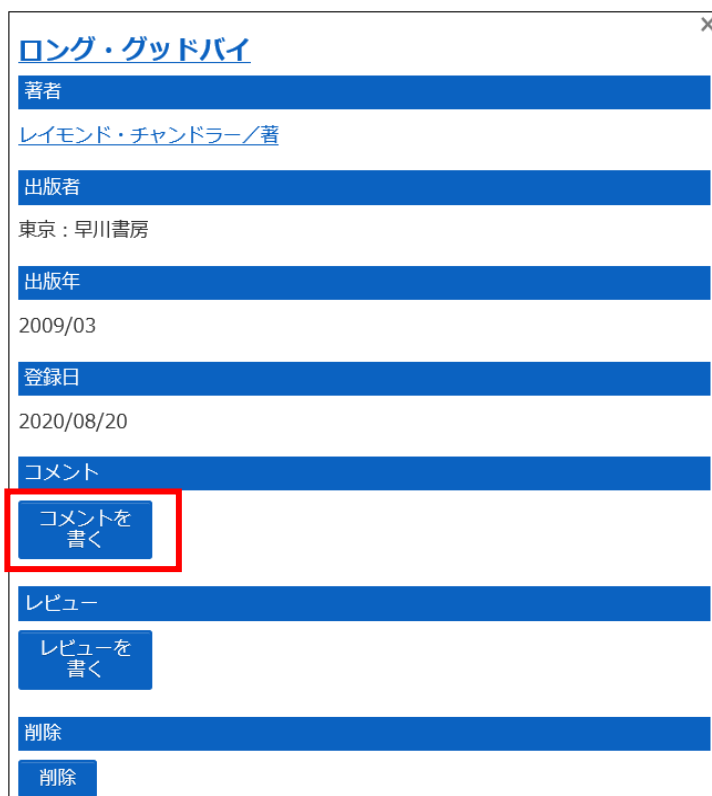 ×
ロング・グッドバイ
著者
レイモンド・チャンドラー／著
出版者
東京：早川書房
出版年
2009/03
登録日
2020/08/20
コメント
コメントを
書く
レビュー
レビューを
書く
削除
削除